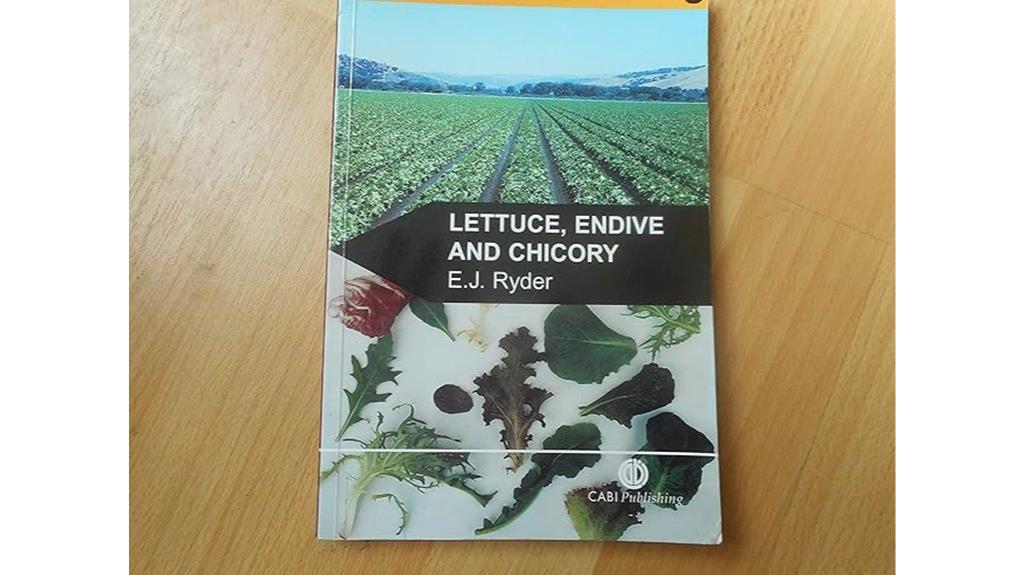 LETTUCE, ENDIVE
AND CHICORY
E.J. Ryder
CABI Publishing